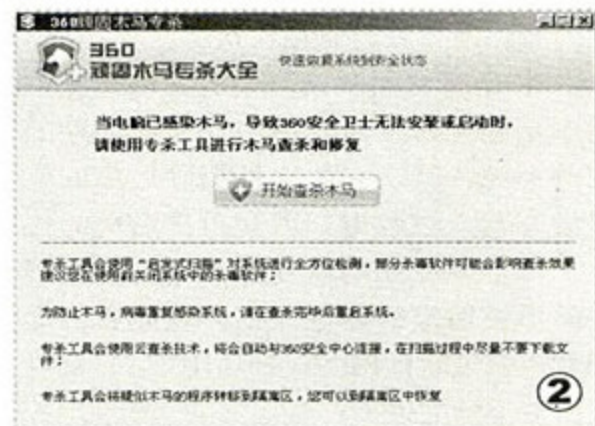 360顽固木马专杀
360
顽固木马专杀大全
快速恢复系统到安全状态
当电脑已感染木马，导致360安全卫士无法安装或启动时，
请使用专杀工具进行木马查杀和修复
开始查杀木马
专杀工具会使用“启发式扫描”对系统进行全方位检测，部分杀毒软件可能会影响查杀效果
建议您在使用前关闭系统中的杀毒软件；
为防止木马，病毒重复感染系统，请在查杀完毕后重启系统。
专杀工具会使用云查杀技术，将会自动与360安全中心连接，在扫描过程中尽量不要下载文
件；
专杀工具会将疑似木马的程序转移到隔离区，您可以到隔离区中恢复
②